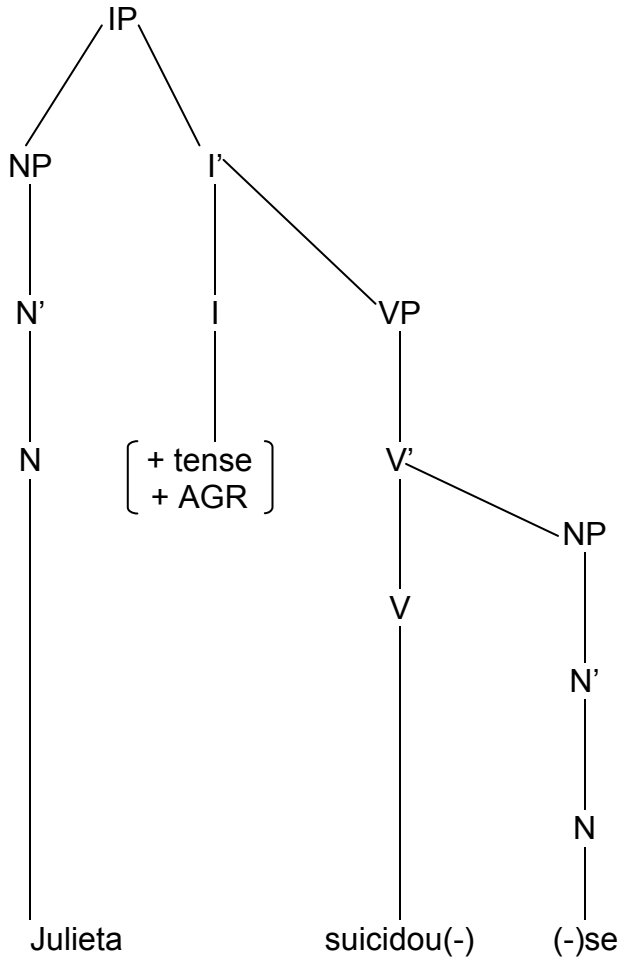 IP
NP I’
N’ I VP
N + tense V’
+ AGR
NP
V
N’
N
Julieta suicidou(-) (-)se